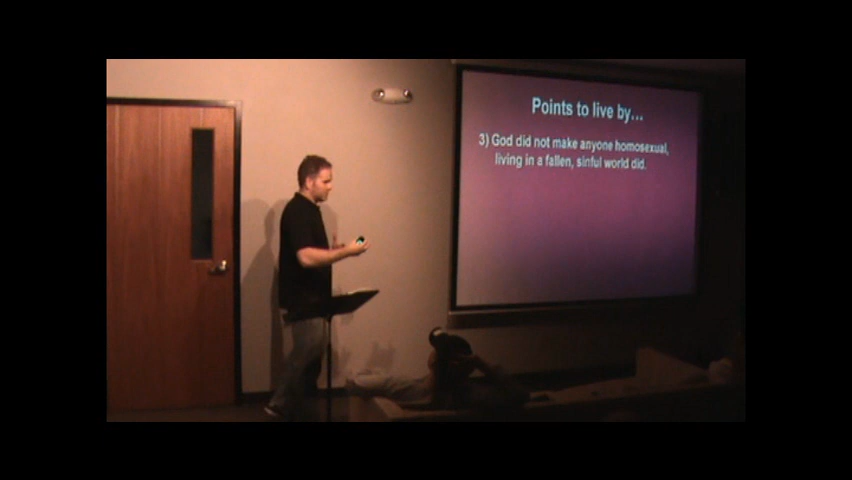 Points to live by...
3) God did not make anyone homosexual,
living in a fallen, sinful world did.